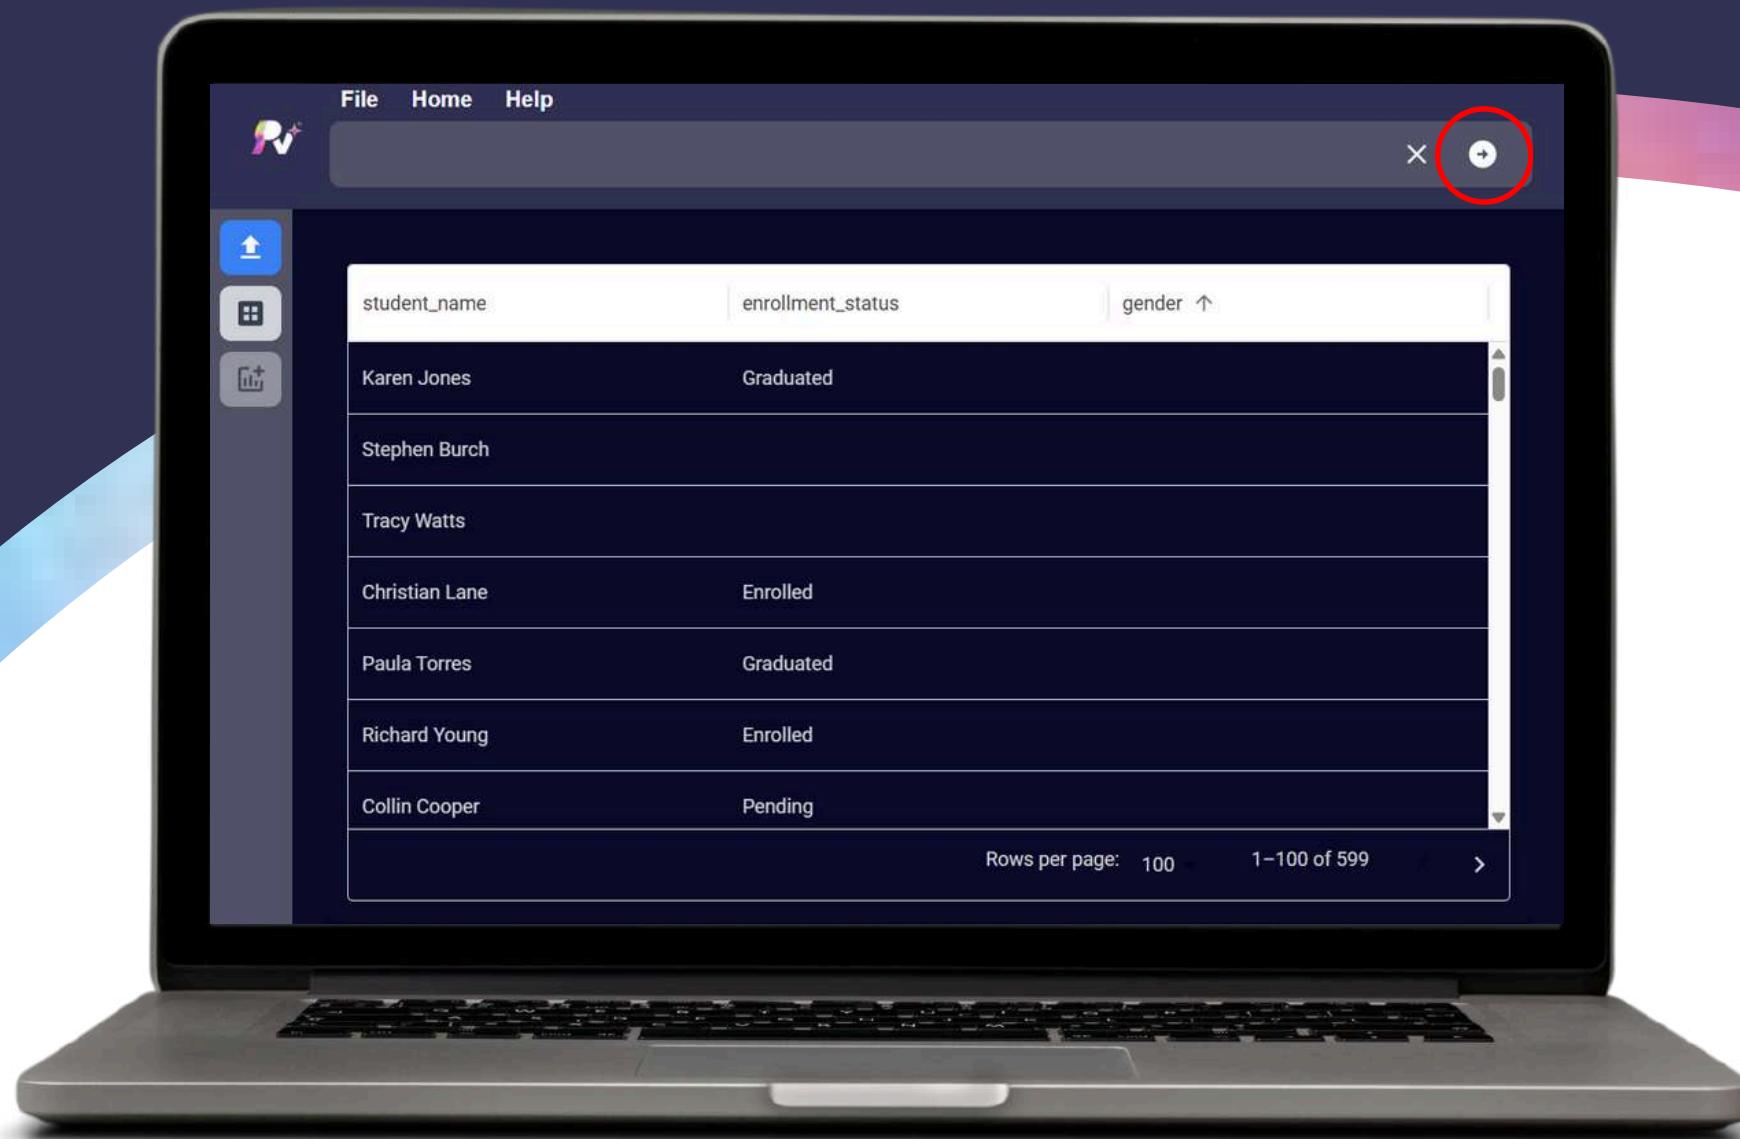 File Home Help
PV
student_name enrollment_status gender
Karen Jones Graduated
Stephen Burch
Tracy Watts
Christian Lane Enrolled
Paula Torres Graduated
Richard Young Enrolled
Collin Cooper Pending
Rows per page: 100 1–100 of 599